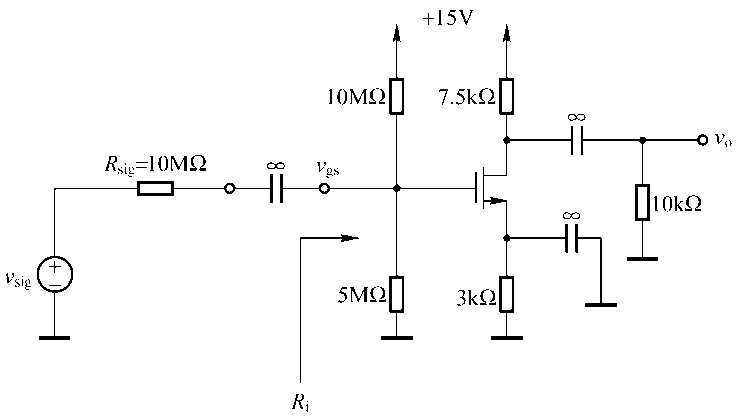 +15V
10MΩ
7.5kΩ
∞
vo
Rsig=10MΩ
∞
vgs
10kΩ
∞
+
−
vsig
5MΩ
3kΩ
Ri